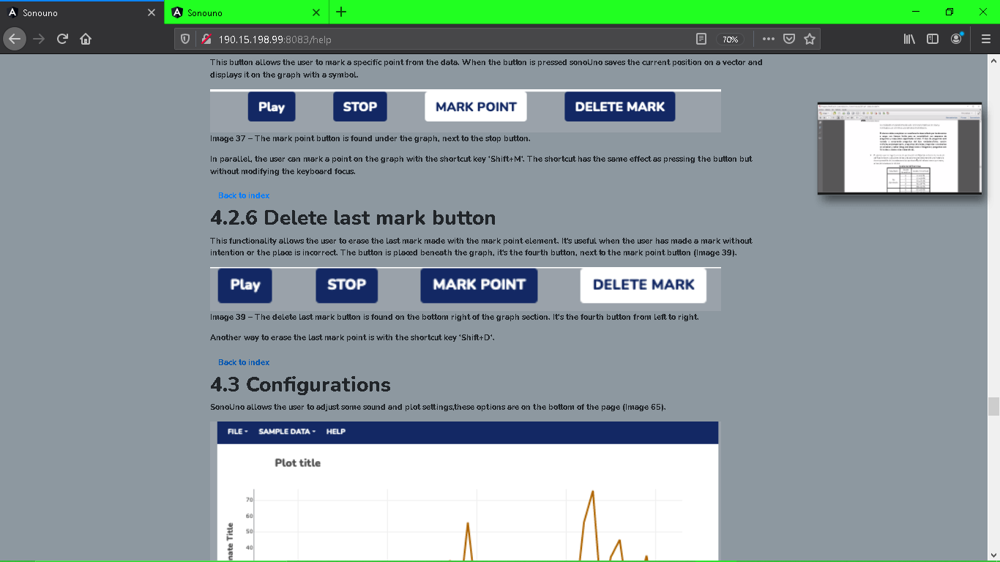 Sonouno
Sonouno
190.15.198.99:8083/help
70%
This button allows the user to mark a specific point from the data. When the button is pressed sonoUno saves the current position on a vector and
displays it on the graph with a symbol.
Play STOP MARK POINT DELETE MARK
Image 37 – The mark point button is found under the graph, next to the stop button.
In parallel, the user can mark a point on the graph with the shortcut key 'Shift+M'. The shortcut has the same effect as pressing the button but
without modifying the keyboard focus.
Back to index
4.2.6 Delete last mark button
This functionality allows the user to erase the last mark made with the mark point element. It's useful when the user has made a mark without
intention or the place is incorrect. The button is placed beneath the graph, it's the fourth button, next to the mark point button (Image 39).
Play STOP MARK POINT DELETE MARK
Image 39 – The delete last mark button is found on the bottom right of the graph section. It's the fourth button from left to right.
Another way to erase the last mark point is with the shortcut key 'Shift+D'.
Back to index
4.3 Configurations
SonoUno allows the user to adjust some sound and plot settings,these options are on the bottom of the page (Image 65).
FILE SAMPLE DATA HELP
Plot title
70
60
50
40
nate Title